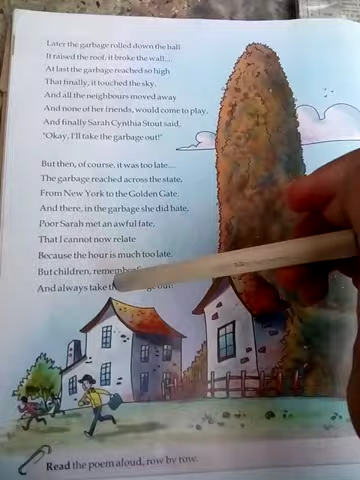 Later the garbage rolled down the hall
It raised the roof, it broke the wall....
At last the garbage reached so high
That finally, it touched the sky,
And all the neighbours moved away
And none of her friends, would come to play,
And finally Sarah Cynthia Stout said,
"Okay, I'll take the garbage out!"
But then, of course, it was too late....
The garbage reached across the state,
From New York to the Golden Gate.
And there, in the garbage she did hate,
Poor Sarah met an awful fate,
That I cannot now relate
Because the hour is much too late.
But children, remember
And always take out!
Read the poem aloud, row by row.